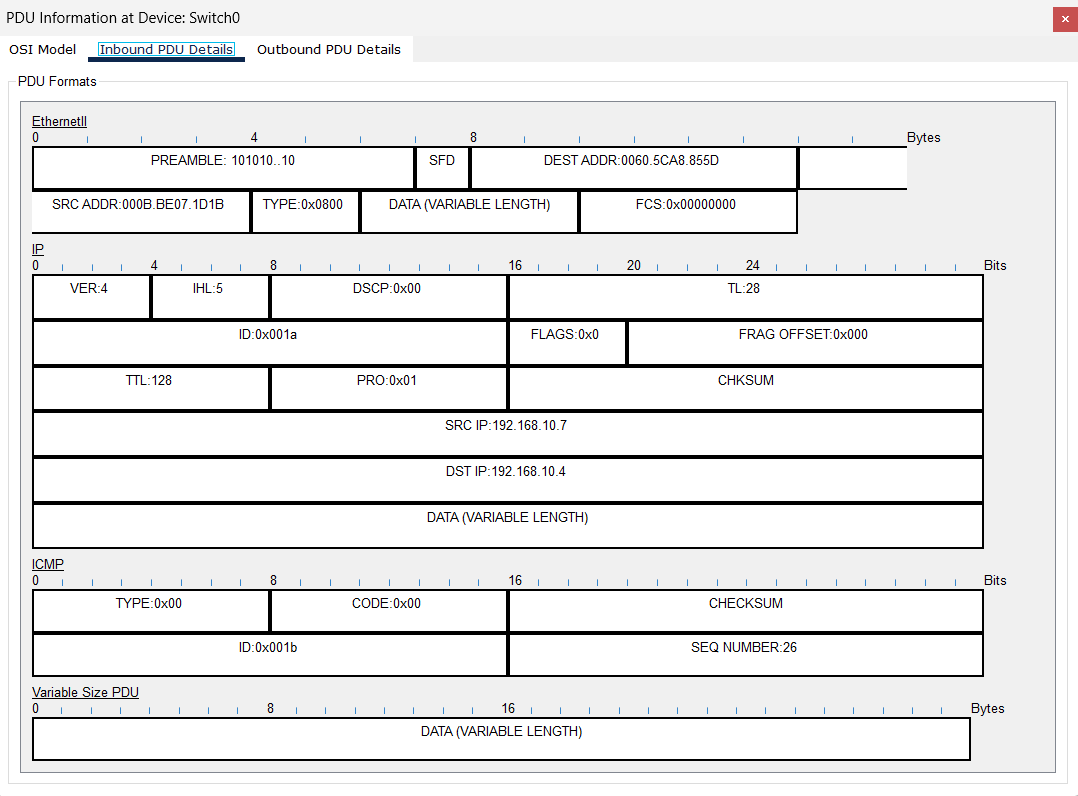 PDU Information at Device: Switch0
×
OSI Model Inbound PDU Details Outbound PDU Details
PDU Formats
EthernetII
0 4 8 Bytes
PREAMBLE: 101010..10 SFD DEST ADDR:0060.5CA8.855D
SRC ADDR:000B.BE07.1D1B TYPE:0x0800 DATA (VARIABLE LENGTH) FCS:0x00000000
IP
0 4 8 16 20 24 Bits
VER:4 IHL:5 DSCP:0x00 TL:28
ID:0x001a FLAGS:0x0 FRAG OFFSET:0x000
TTL:128 PRO:0x01 CHKSUM
SRC IP:192.168.10.7
DST IP:192.168.10.4
DATA (VARIABLE LENGTH)
ICMP
0 8 16 Bits
TYPE:0x00 CODE:0x00 CHECKSUM
ID:0x001b SEQ NUMBER:26
Variable Size PDU
0 8 16 Bytes
DATA (VARIABLE LENGTH)